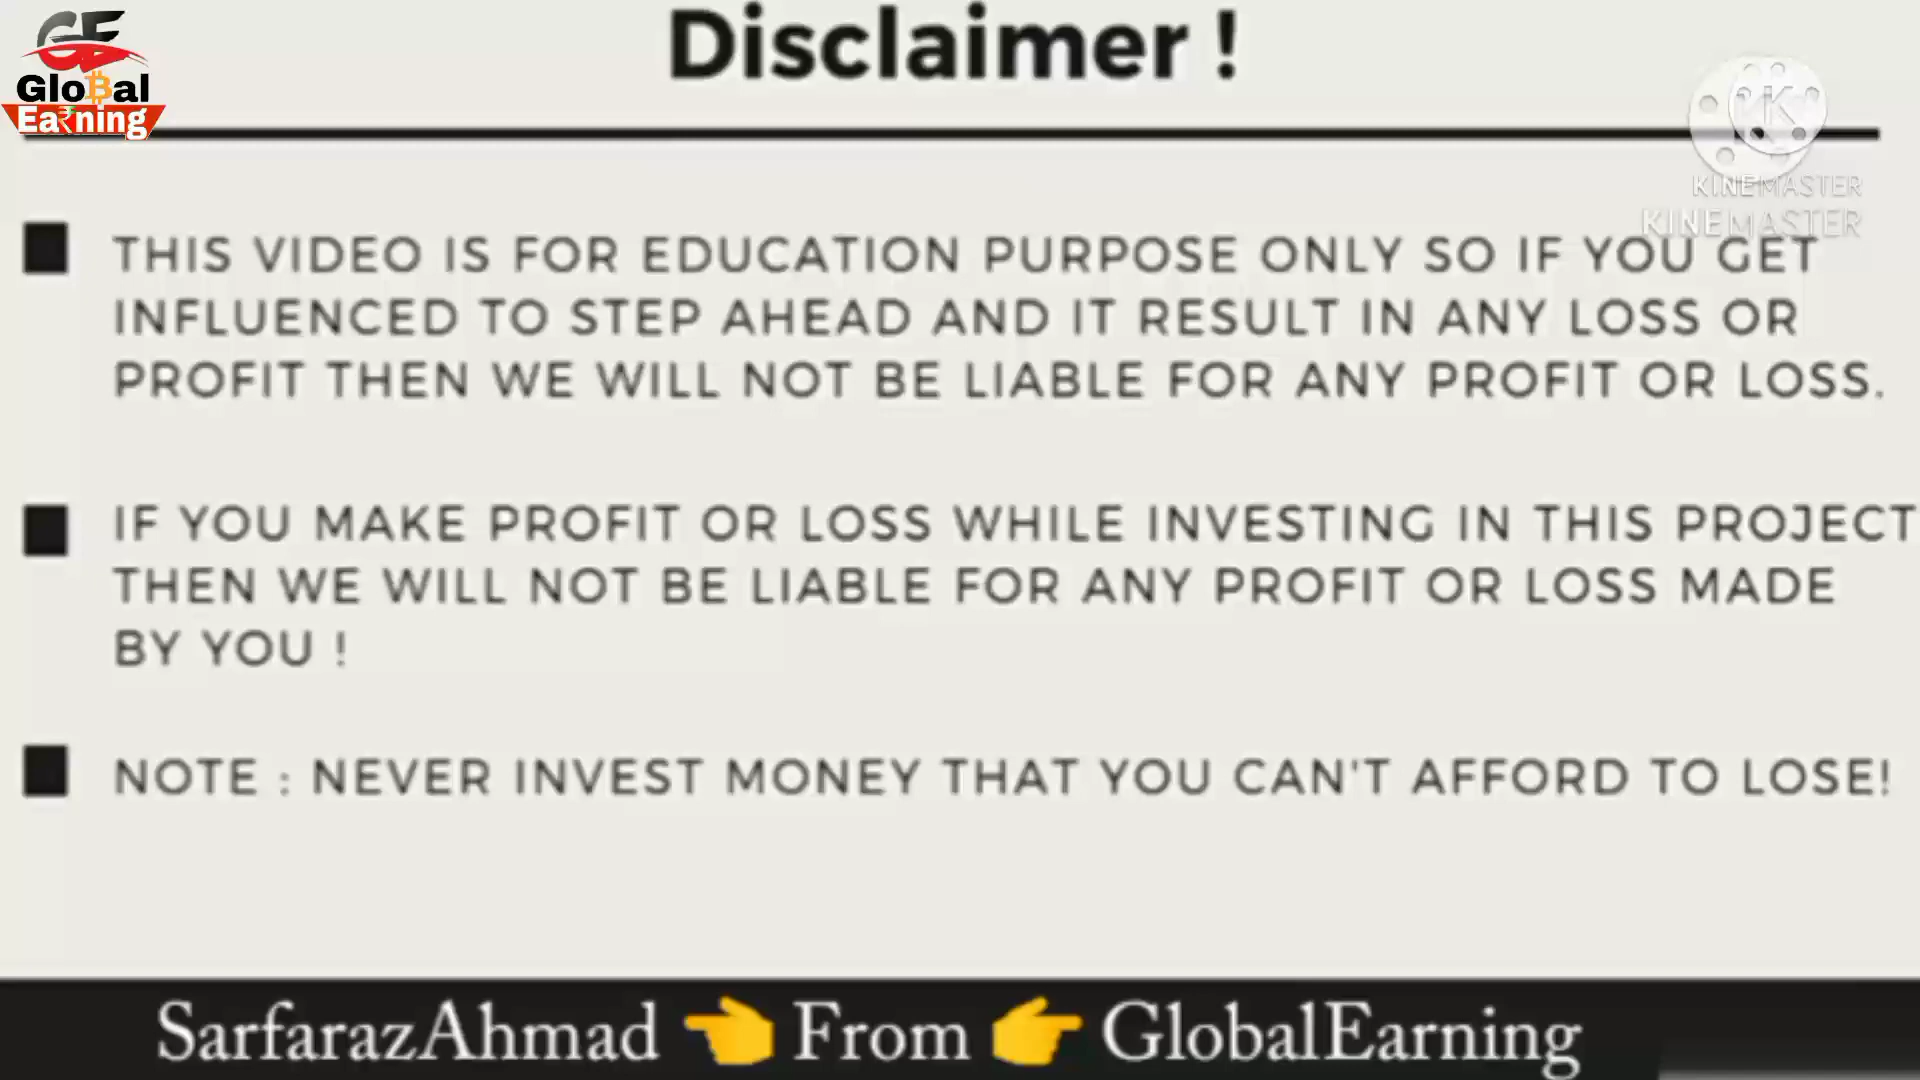 Disclaimer !
GE
Global
Earning
KINEMASTER
KINEMASTER
THIS VIDEO IS FOR EDUCATION PURPOSE ONLY SO IF YOU GET
INFLUENCED TO STEP AHEAD AND IT RESULT IN ANY LOSS OR
PROFIT THEN WE WILL NOT BE LIABLE FOR ANY PROFIT OR LOSS.
IF YOU MAKE PROFIT OR LOSS WHILE INVESTING IN THIS PROJECT
THEN WE WILL NOT BE LIABLE FOR ANY PROFIT OR LOSS MADE
BY YOU !
NOTE : NEVER INVEST MONEY THAT YOU CAN'T AFFORD TO LOSE!
SarfarazAhmad 👈 From 👉 GlobalEarning